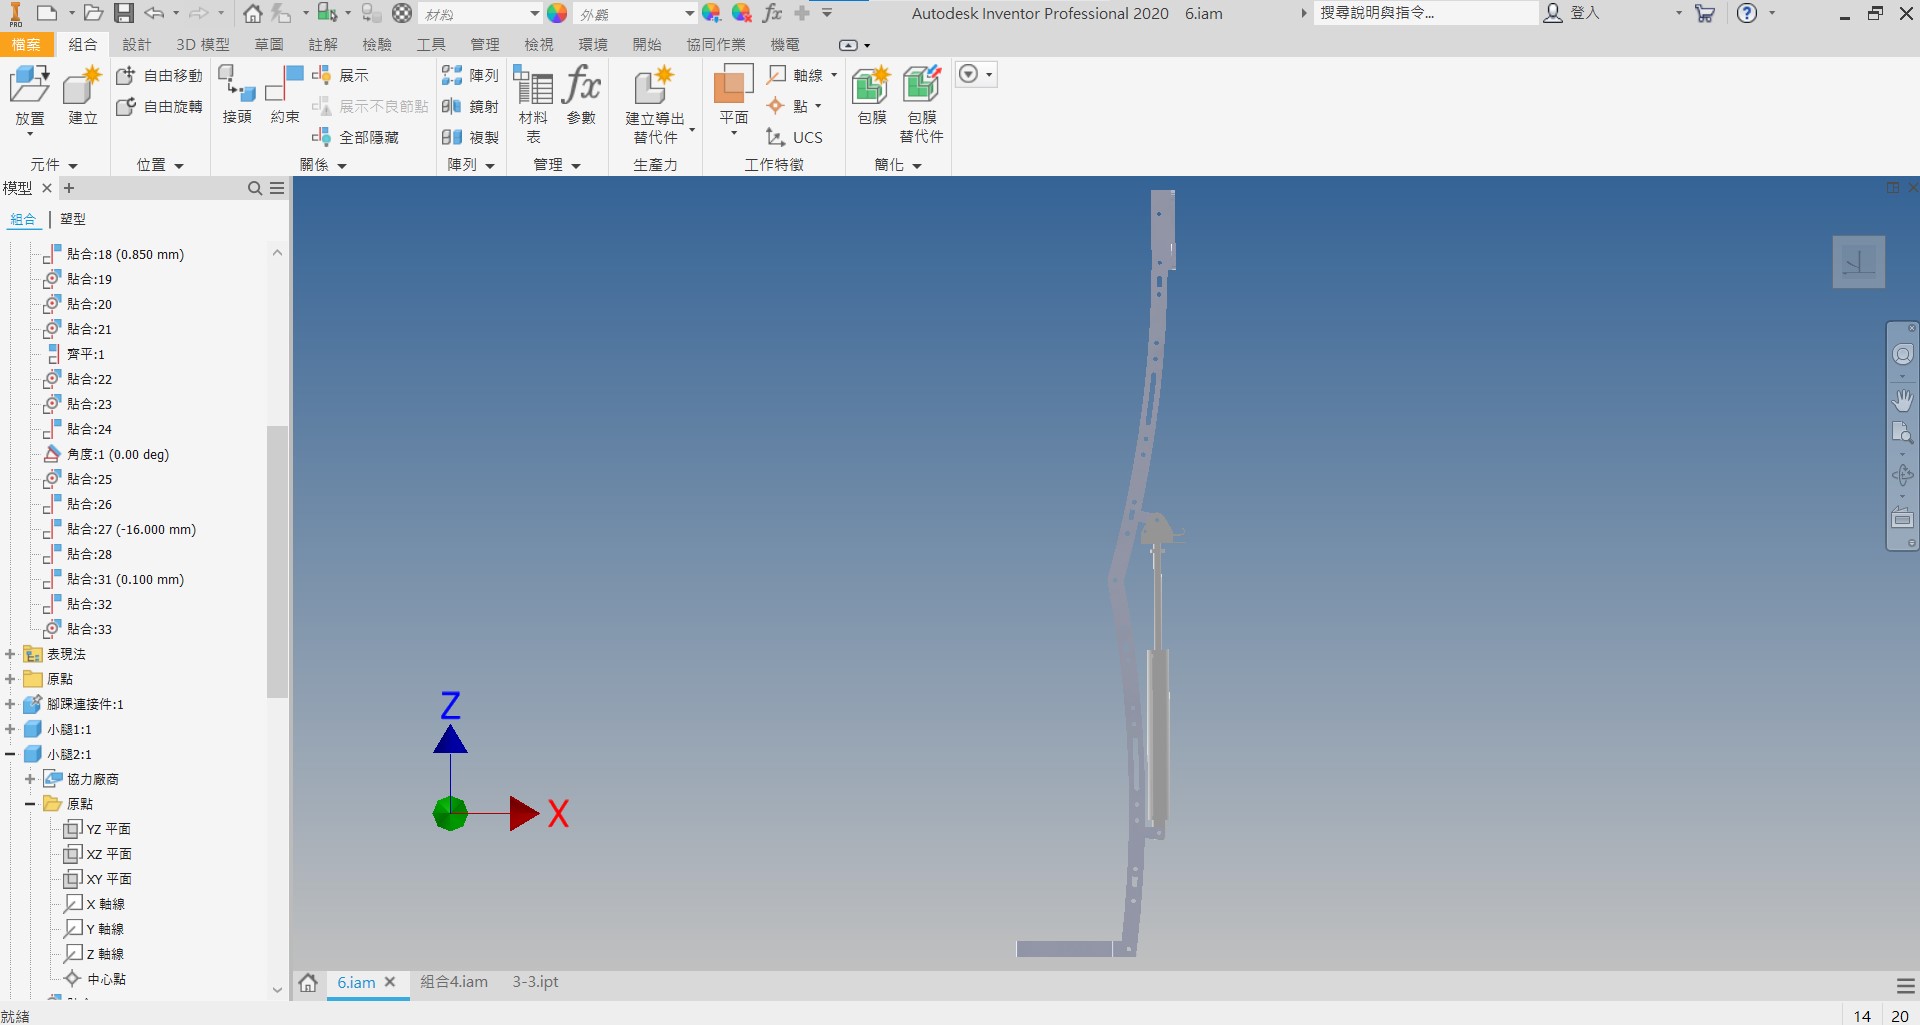 PRO
材料
外觀
fx
Autodesk Inventor Professional 2020 6.iam
搜尋說明與指令...
登入
檔案 組合 設計 3D 模型 草圖 註解 檢驗 工具 管理 檢視 環境 開始 協同作業 機電
放置
建立
自由移動
自由旋轉
接頭
約束
展示
展示不良節點
全部隱藏
陣列
鏡射
複製
材料表
fx
參數
建立導出
替代件
平面
軸線
點
UCS
包膜
包膜
替代件
元件 位置 關係 陣列 管理 生產力 工作特徵 簡化
模型
組合 | 塑型
貼合:18 (0.850 mm)
貼合:19
貼合:20
貼合:21
齊平:1
貼合:22
貼合:23
貼合:24
角度:1 (0.00 deg)
貼合:25
貼合:26
貼合:27 (-16.000 mm)
貼合:28
貼合:31 (0.100 mm)
貼合:32
貼合:33
表現法
原點
腳踝連接件:1
小腿1:1
小腿2:1
協力廠商
原點
YZ 平面
XZ 平面
XY 平面
X 軸線
Y 軸線
Z 軸線
中心點
Z
X
6.iam 組合4.iam 3-3.ipt
就緒
14 20